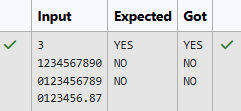 Input Expected Got
3 YES YES
1234567890 NO NO
0123456789 NO NO
0123456.87